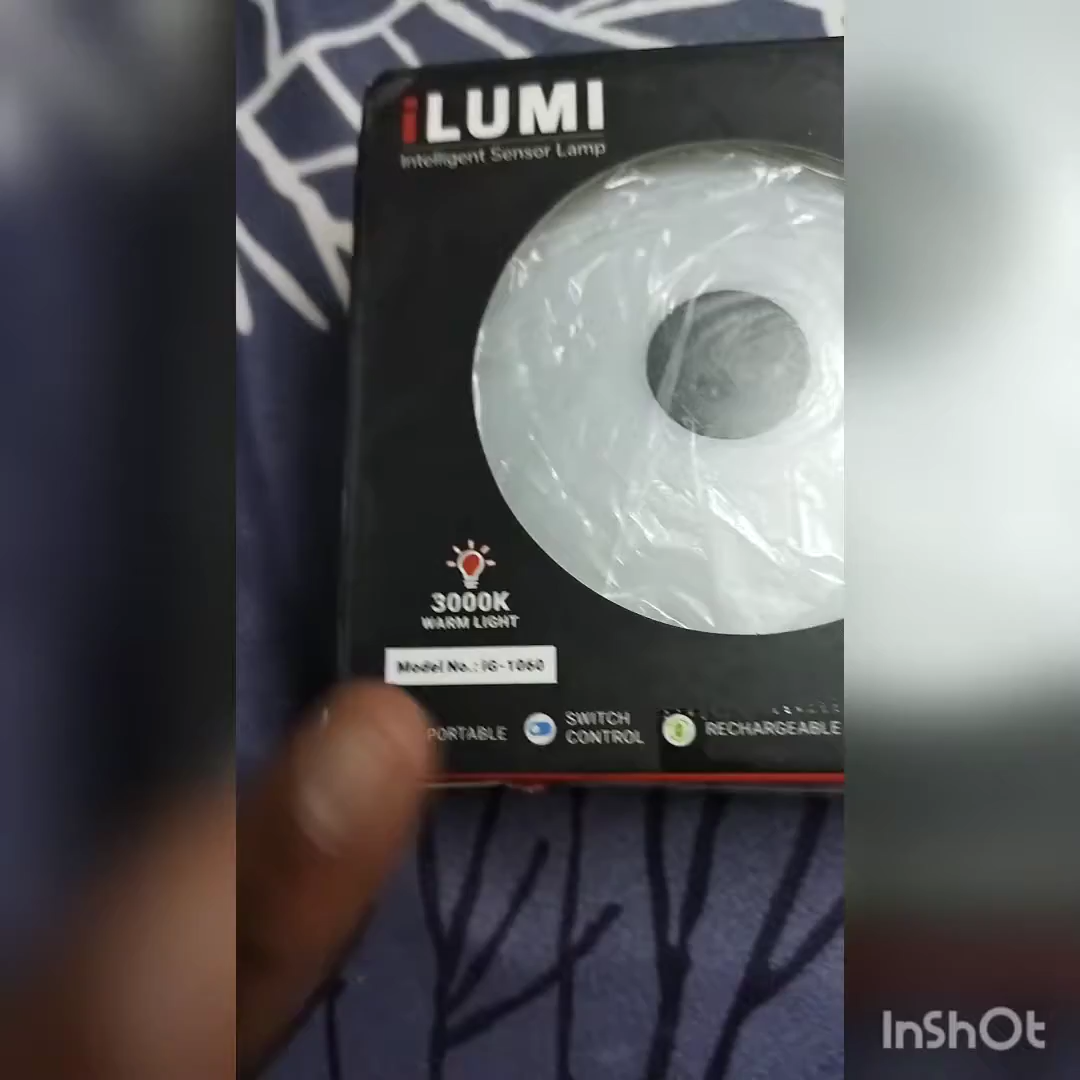 iLUMI
Intelligent Sensor Lamp
3000K
WARM LIGHT
Model No.: IG-1060
PORTABLE
SWITCH
CONTROL
RECHARGEABLE
InShOt